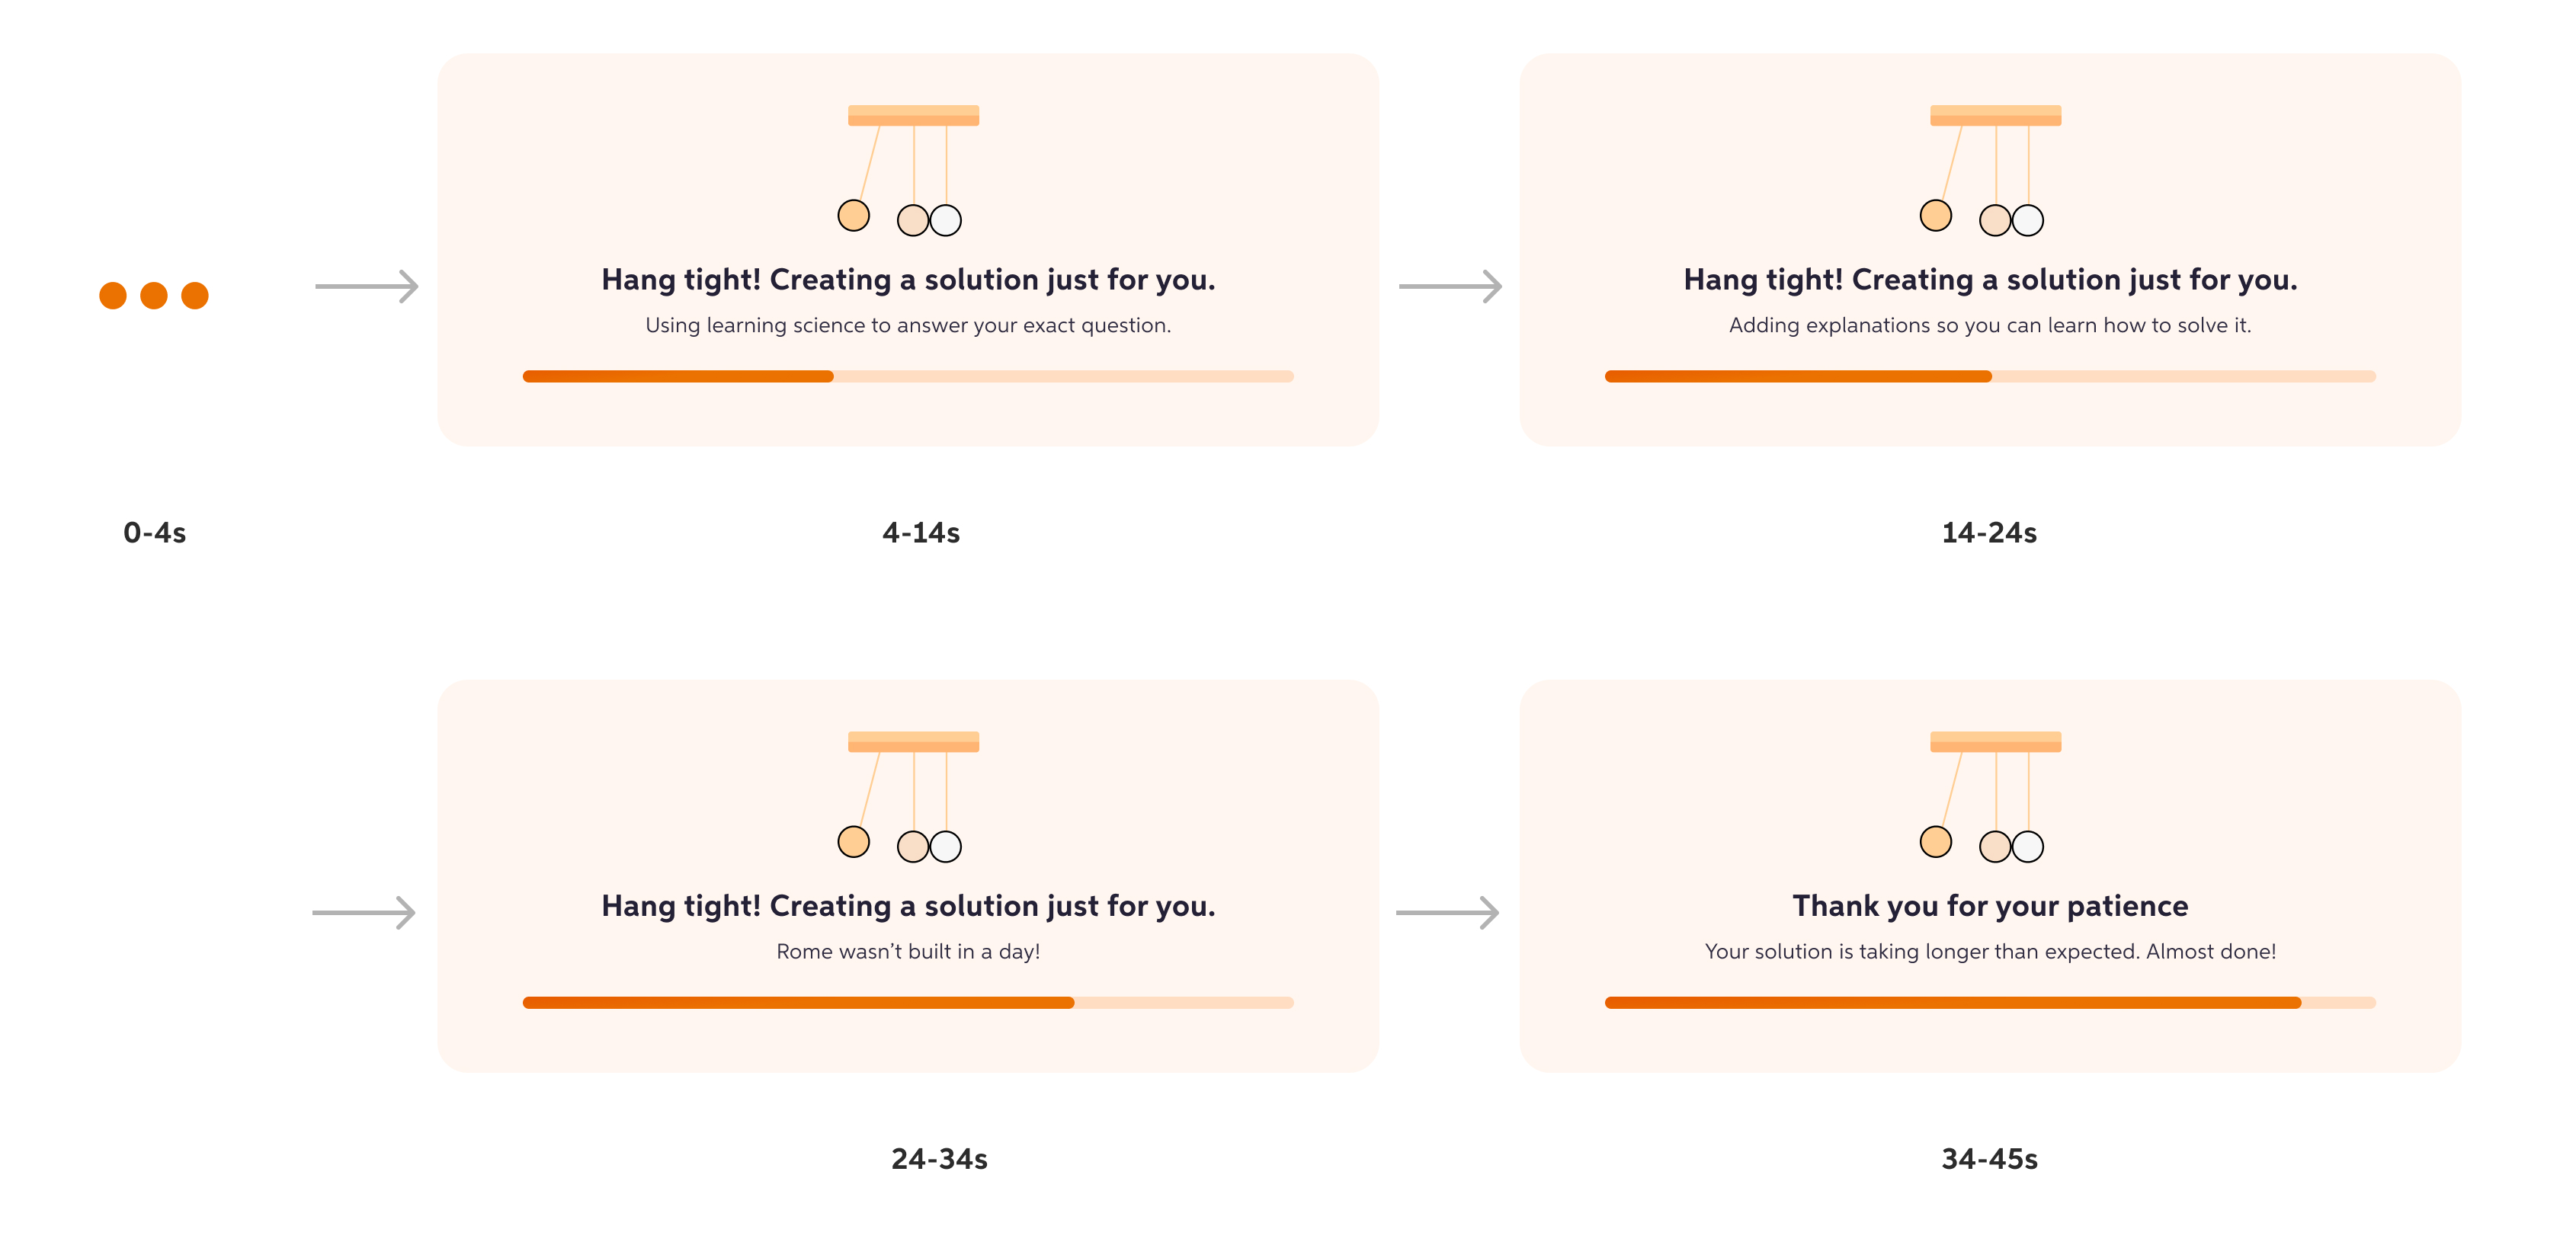 Hang tight! Creating a solution just for you.
Using learning science to answer your exact question.
Hang tight! Creating a solution just for you.
Adding explanations so you can learn how to solve it.
0-4s
4-14s
14-24s
Hang tight! Creating a solution just for you.
Rome wasn’t built in a day!
Thank you for your patience
Your solution is taking longer than expected. Almost done!
24-34s
34-45s